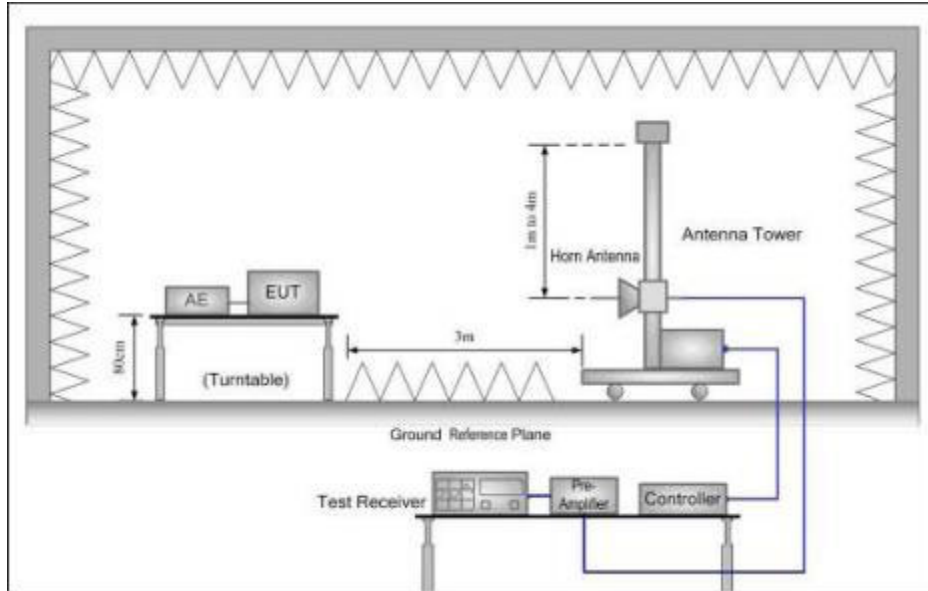 1m to 4m
Horn Antenna
Antenna Tower
AE
EUT
80cm
(Turntable)
3m
Ground Reference Plane
Test Receiver
Pre-
Amplifier
Controller